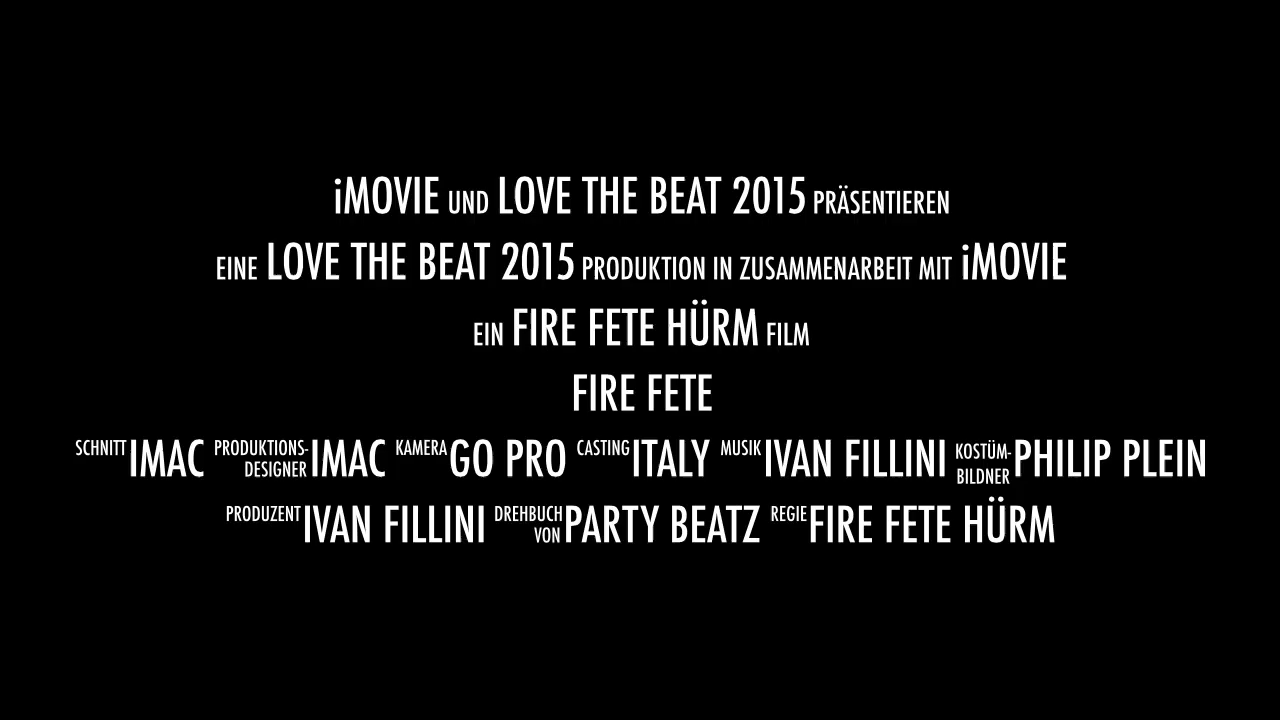 iMOVIE UND LOVE THE BEAT 2015 PRÄSENTIEREN
EINE LOVE THE BEAT 2015 PRODUKTION IN ZUSAMMENARBEIT MIT iMOVIE
EIN FIRE FETE HÜRM FILM
FIRE FETE
SCHNITT IMAC PRODUKTIONS-DESIGNER IMAC KAMERA GO PRO CASTING ITALY MUSIK IVAN FILLINI KOSTÜM-BILDNER PHILIP PLEIN
PRODUZENT IVAN FILLINI DREHBUCH VON PARTY BEATZ REGIE FIRE FETE HÜRM